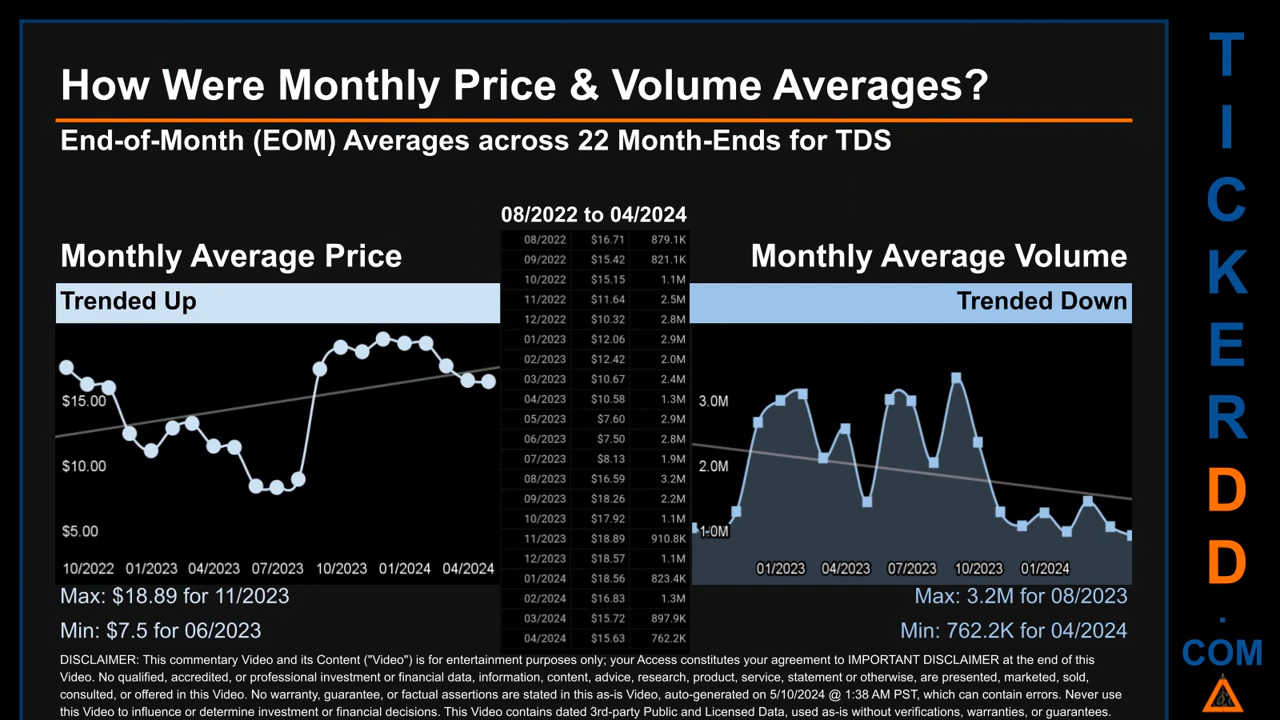 How Were Monthly Price & Volume Averages?
End-of-Month (EOM) Averages across 22 Month-Ends for TDS
08/2022 to 04/2024
Monthly Average Price
Trended Up
$15.00
$10.00
$5.00
10/2022 01/2023 04/2023 07/2023 10/2023 01/2024 04/2024
Max: $18.89 for 11/2023
Min: $7.5 for 06/2023
08/2022 $16.71 879.1K
09/2022 $15.42 821.1K
10/2022 $15.15 1.1M
11/2022 $11.64 2.5M
12/2022 $10.32 2.8M
01/2023 $12.06 2.9M
02/2023 $12.42 2.0M
03/2023 $10.67 2.4M
04/2023 $10.58 1.3M
05/2023 $7.60 2.9M
06/2023 $7.50 2.8M
07/2023 $8.13 1.9M
08/2023 $16.59 3.2M
09/2023 $18.26 2.2M
10/2023 $17.92 1.1M
11/2023 $18.89 910.8K
12/2023 $18.57 1.1M
01/2024 $18.56 823.4K
02/2024 $16.83 1.3M
03/2024 $15.72 897.9K
04/2024 $15.63 762.2K
Monthly Average Volume
Trended Down
3.0M
2.0M
1.0M
01/2023 04/2023 07/2023 10/2023 01/2024
Max: 3.2M for 08/2023
Min: 762.2K for 04/2024
DISCLAIMER: This commentary Video and its Content ("Video") is for entertainment purposes only; your Access constitutes your agreement to IMPORTANT DISCLAIMER at the end of this
Video. No qualified, accredited, or professional investment or financial data, information, content, advice, research, product, service, statement or otherwise, are presented, marketed, sold,
consulted, or offered in this Video. No warranty, guarantee, or factual assertions are stated in this as-is Video, auto-generated on 5/10/2024 @ 1:38 AM PST, which can contain errors. Never use
this Video to influence or determine investment or financial decisions. This Video contains dated 3rd-party Public and Licensed Data, used as-is without verifications, warranties, or guarantees.
T
I
C
K
E
R
D
D
.
COM